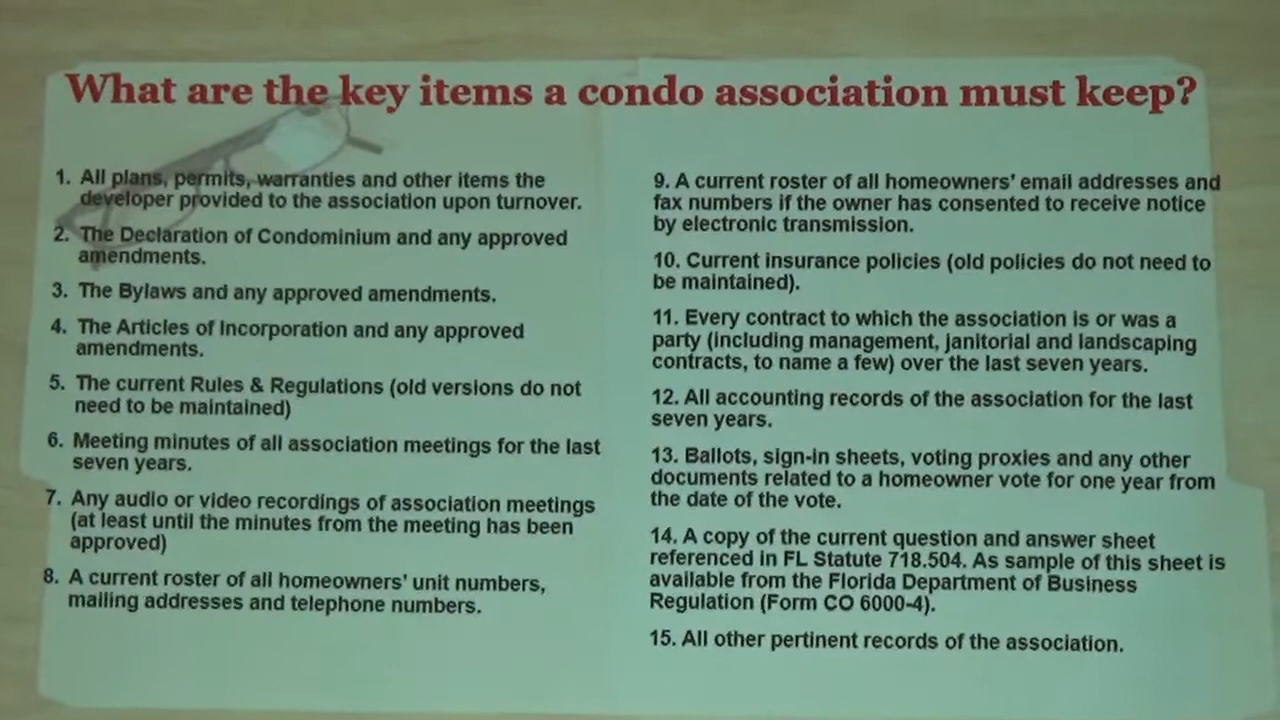 What are the key items a condo association must keep?
1. All plans, permits, warranties and other items the
developer provided to the association upon turnover.
2. The Declaration of Condominium and any approved
amendments.
3. The Bylaws and any approved amendments.
4. The Articles of Incorporation and any approved
amendments.
5. The current Rules & Regulations (old versions do not
need to be maintained)
6. Meeting minutes of all association meetings for the last
seven years.
7. Any audio or video recordings of association meetings
(at least until the minutes from the meeting has been
approved)
8. A current roster of all homeowners' unit numbers,
mailing addresses and telephone numbers.
9. A current roster of all homeowners' email addresses and
fax numbers if the owner has consented to receive notice
by electronic transmission.
10. Current insurance policies (old policies do not need to
be maintained).
11. Every contract to which the association is or was a
party (including management, janitorial and landscaping
contracts, to name a few) over the last seven years.
12. All accounting records of the association for the last
seven years.
13. Ballots, sign-in sheets, voting proxies and any other
documents related to a homeowner vote for one year from
the date of the vote.
14. A copy of the current question and answer sheet
referenced in FL Statute 718.504. As sample of this sheet is
available from the Florida Department of Business
Regulation (Form CO 6000-4).
15. All other pertinent records of the association.